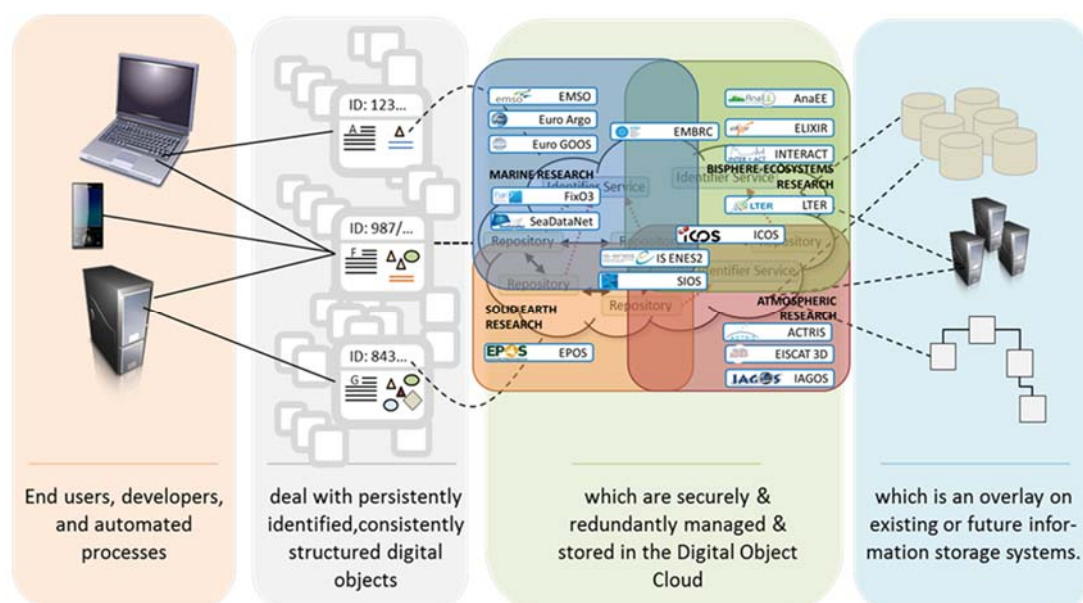 ID: 123...
A
ID: 987/...
F
ID: 843...
G
emso EMSO
Euro Argo
Euro GOOS
MARINE RESEARCH
FixO3
SeaDataNet
EMBRC
AnaEE AnaEE
ELIXIR
INTERACT
BISPHERE-ECOSYSTEMS
RESEARCH
LTER LTER
Identifier Service
Identifier Service
Repository
Repository
Repository
Repository
Identifier Service
Repository
ICOS ICOS
IS ENES2
SIOS
SOLID EARTH
RESEARCH
EPOS EPOS
ATMOSPHERIC
RESEARCH
ACTRIS
EISCAT 3D
IAGOS IAGOS
End users, developers,
and automated
processes
deal with persistently
identified,consistently
structured digital
objects
which are securely &
redundantly managed &
stored in the Digital Object
Cloud
which is an overlay on
existing or future infor-
mation storage systems.